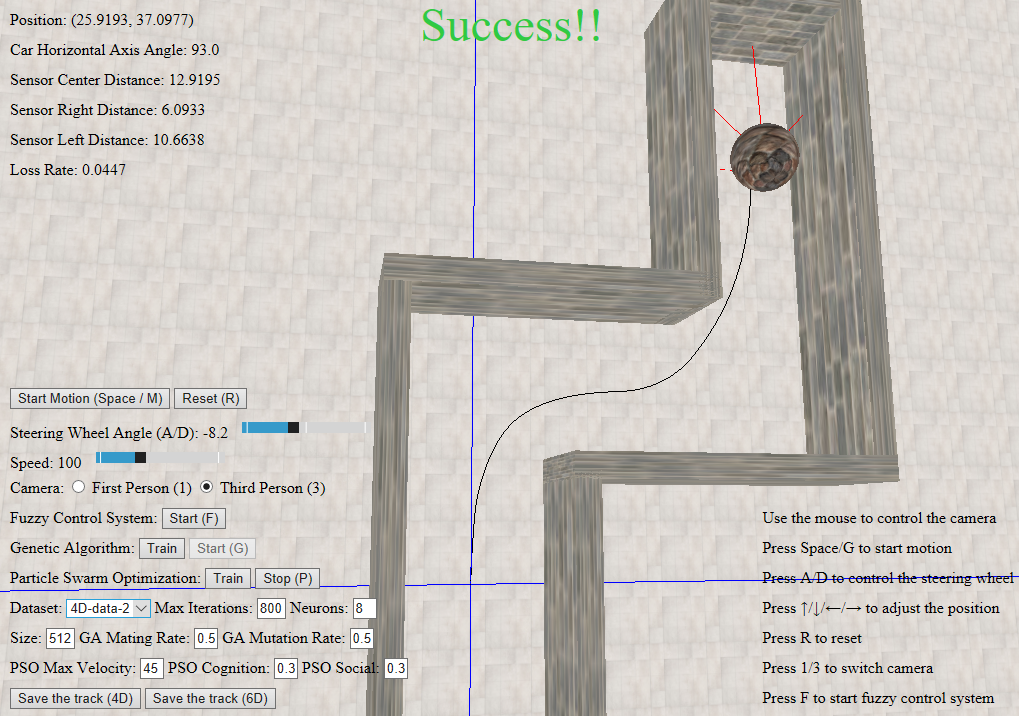 Success!!
Position: (25.9193, 37.0977)
Car Horizontal Axis Angle: 93.0
Sensor Center Distance: 12.9195
Sensor Right Distance: 6.0933
Sensor Left Distance: 10.6638
Loss Rate: 0.0447
Start Motion (Space / M) Reset (R)
Steering Wheel Angle (A/D): -8.2
Speed: 100
Camera: First Person (1) Third Person (3)
Fuzzy Control System: Start (F)
Genetic Algorithm: Train Start (G)
Particle Swarm Optimization: Train Stop (P)
Dataset: 4D-data-2 Max Iterations: 800 Neurons: 8
Size: 512 GA Mating Rate: 0.5 GA Mutation Rate: 0.5
PSO Max Velocity: 45 PSO Cognition: 0.3 PSO Social: 0.3
Save the track (4D) Save the track (6D)
Use the mouse to control the camera
Press Space/G to start motion
Press A/D to control the steering wheel
Press ↑/↓/←/→ to adjust the position
Press R to reset
Press 1/3 to switch camera
Press F to start fuzzy control system